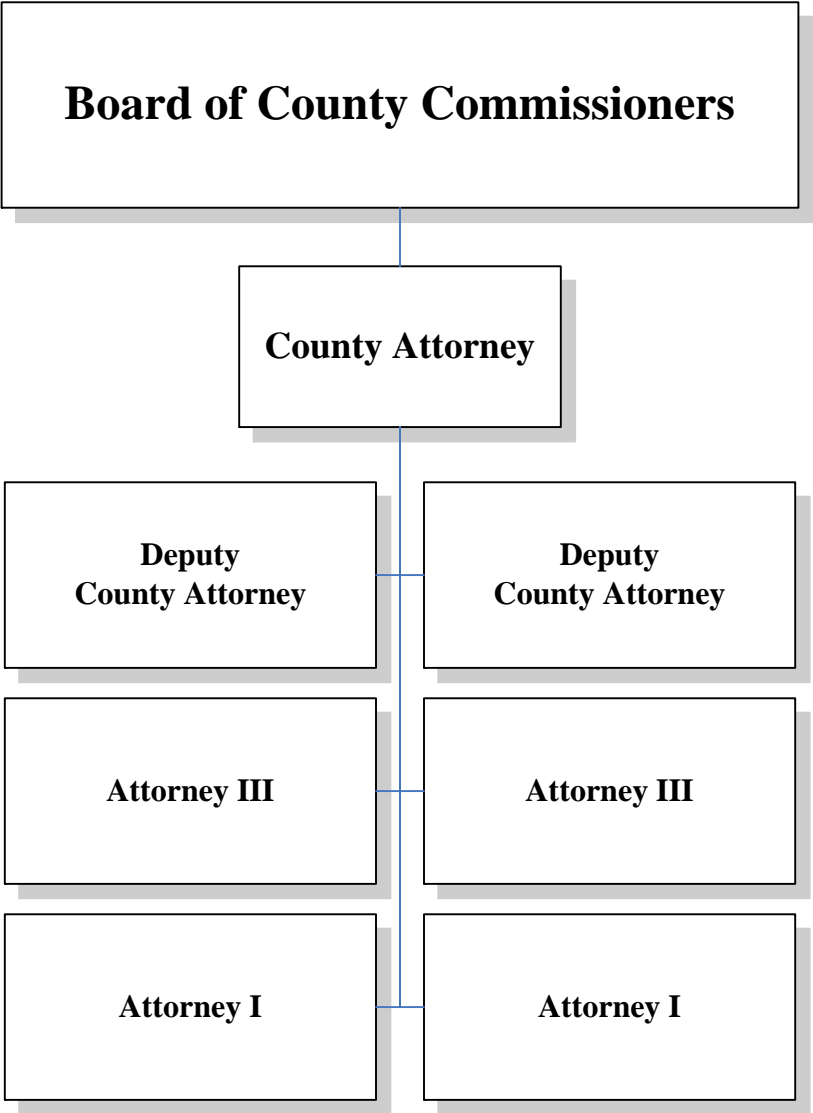 Board of County Commissioners
County Attorney
Deputy
County Attorney
Deputy
County Attorney
Attorney III
Attorney III
Attorney I
Attorney I